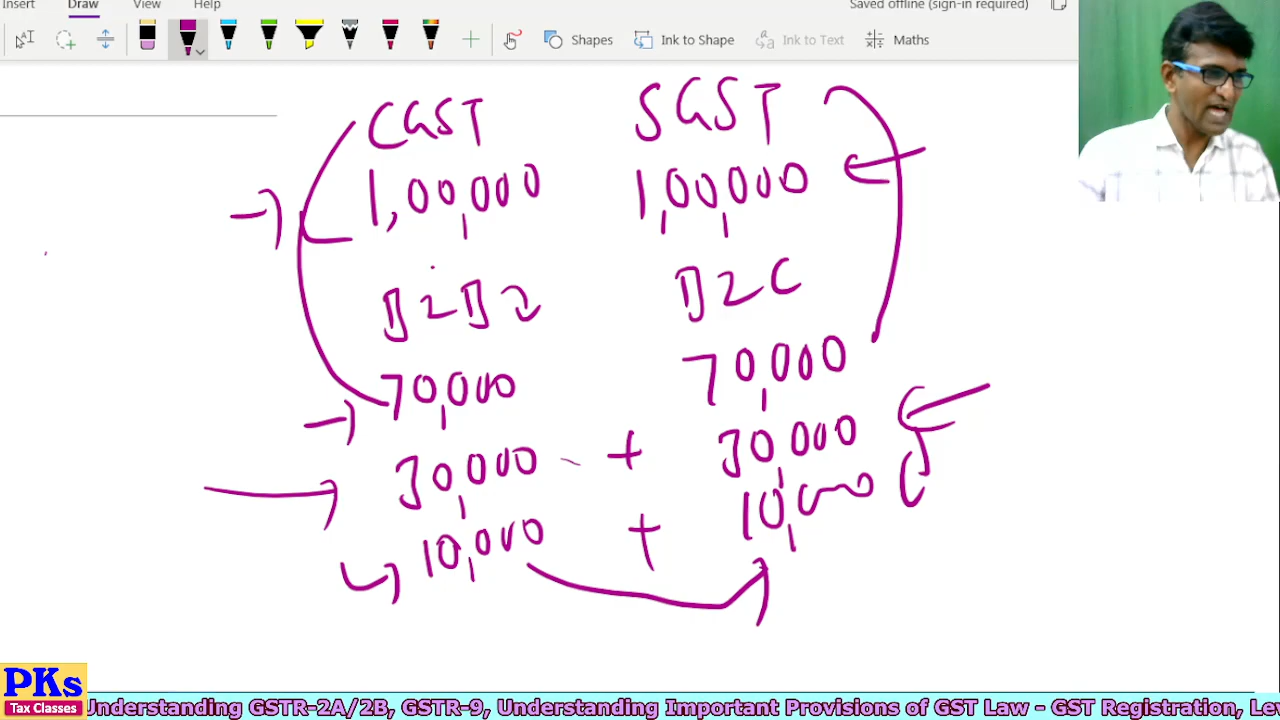 Insert Draw View Help Saved offline (sign-in required)
Shapes Ink to Shape Ink to Text Maths
CGST SGST
1,00,000 1,00,000
B2B2 B2C
70,000 70,000
30,000 + 30,000
10,000 + 10,000
PKs
Tax Classes
Understanding GSTR-2A/2B, GSTR-9, Understanding Important Provisions of GST Law - GST Registration, Le